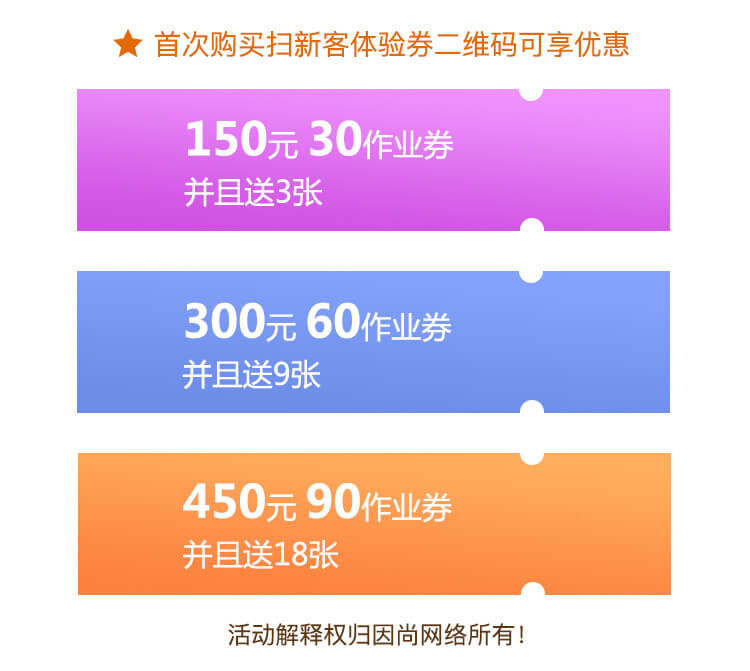 首次购买扫新客体验券二维码可享优惠
150元 30作业券
并且送3张
300元 60作业券
并且送9张
450元 90作业券
并且送18张
活动解释权归因尚网络所有！